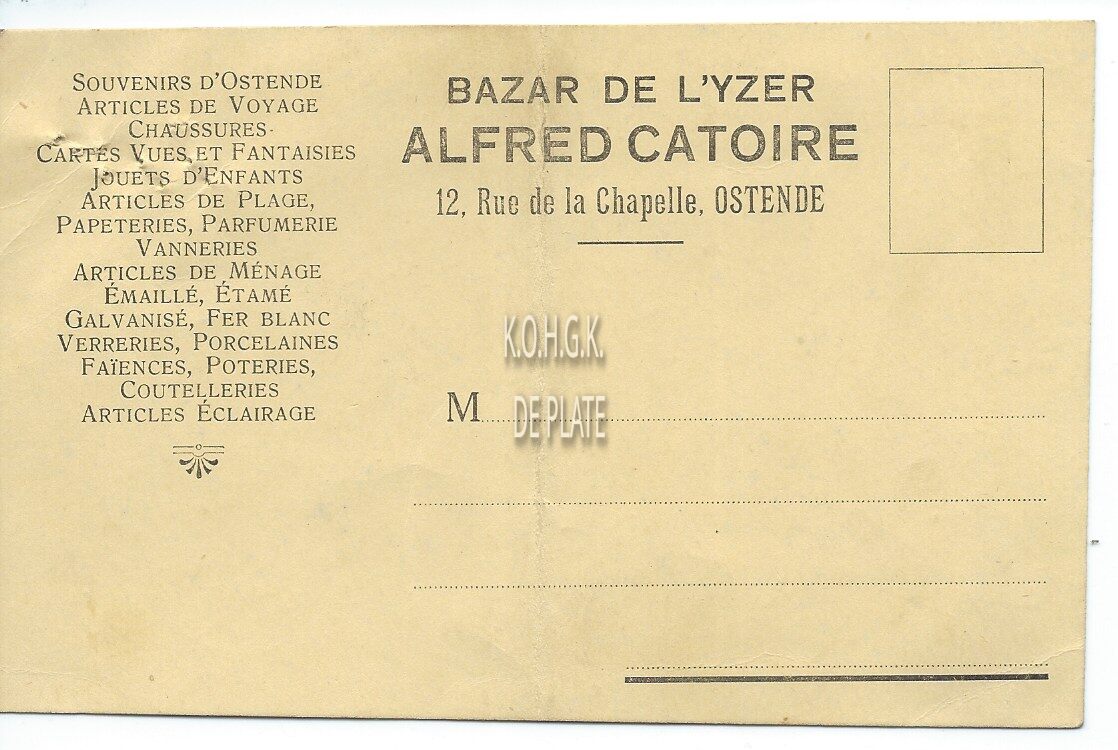 SOUVENIRS D'OSTENDE
ARTICLES DE VOYAGE
CHAUSSURES
CARTES VUES ET FANTAISIES
JOUETS D'ENFANTS
ARTICLES DE PLAGE,
PAPETERIES, PARFUMERIE
VANNERIES
ARTICLES DE MÉNAGE
ÉMAILLÉ, ÉTAMÉ
GALVANISÉ, FER BLANC
VERRERIES, PORCELAINES
FAÏENCES, POTERIES,
COUTELLERIES
ARTICLES ÉCLAIRAGE
BAZAR DE L'YZER
ALFRED CATOIRE
12, Rue de la Chapelle, OSTENDE
K.O.H.G.K.
DE PLATE
M